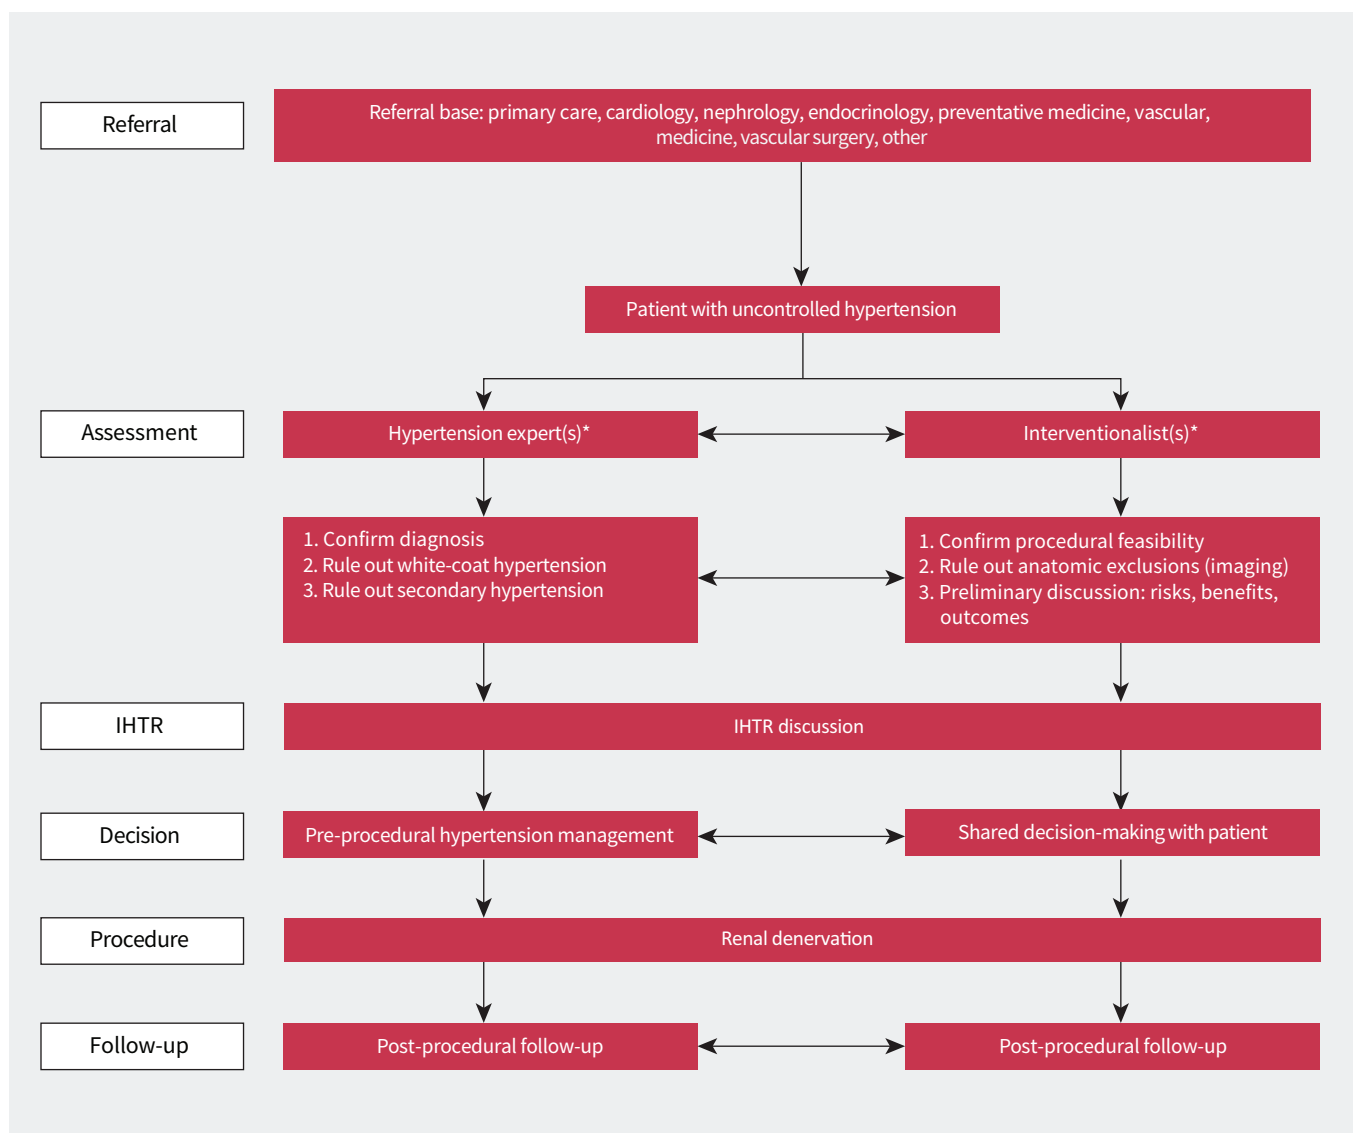 Referral
Referral base: primary care, cardiology, nephrology, endocrinology, preventative medicine, vascular,
medicine, vascular surgery, other
Patient with uncontrolled hypertension
Assessment
Hypertension expert(s)*
Interventionalist(s)*
1. Confirm diagnosis
2. Rule out white-coat hypertension
3. Rule out secondary hypertension
1. Confirm procedural feasibility
2. Rule out anatomic exclusions (imaging)
3. Preliminary discussion: risks, benefits,
outcomes
IHTR
IHTR discussion
Decision
Pre-procedural hypertension management
Shared decision-making with patient
Procedure
Renal denervation
Follow-up
Post-procedural follow-up
Post-procedural follow-up